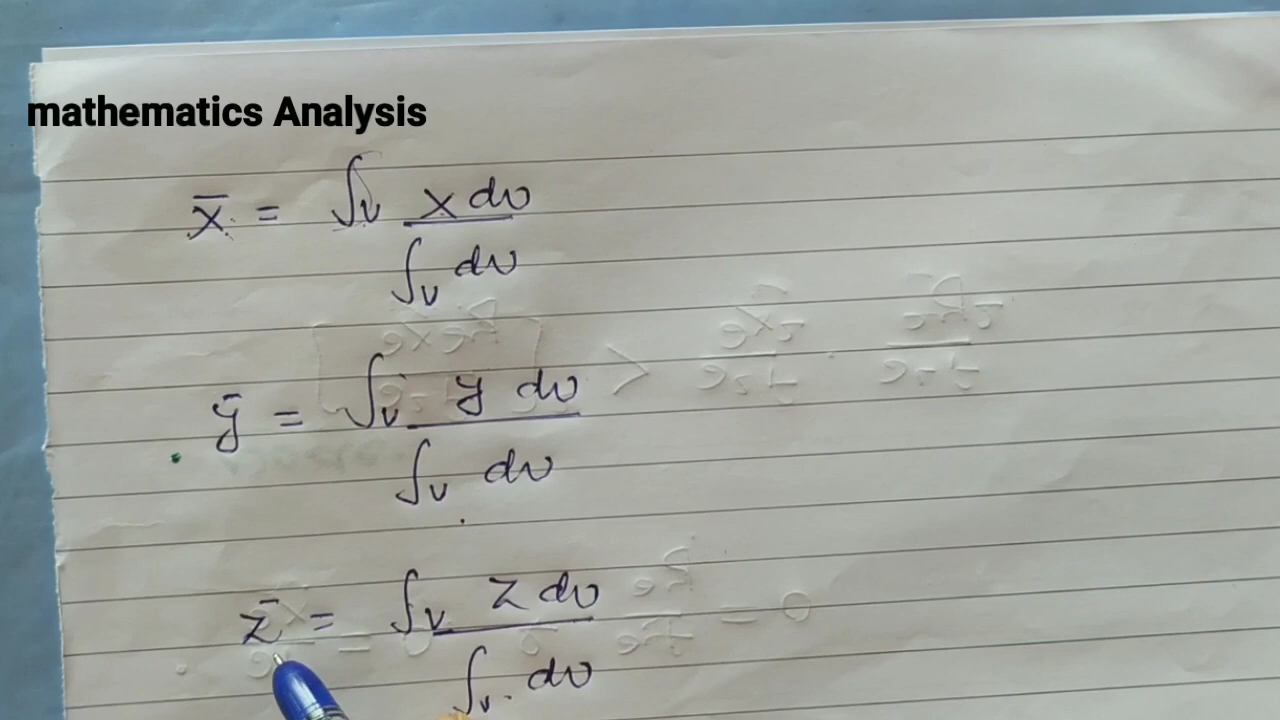 mathematics Analysis
x̄ = ∫v x dv
∫v dv
ȳ = ∫v y dv
∫v dv
z̄ = ∫v z dv
∫v dv